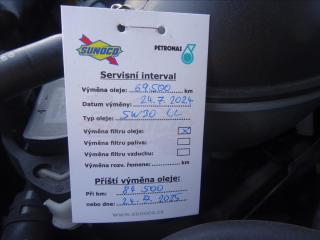 SUNOCO PETRONAS
Servisní interval
Výměna oleje: 69.500 km
Datum výměny: 24.7.2024
Typ oleje: 5W30 LL
Výměna filtru oleje:
Výměna filtru paliva:
Výměna filtru vzduchu:
Výměna rozv. řemene: km
Příští výměna oleje:
Při km: 84 500
nebo dne: 24. 2025
WWW.SUNOCO.CZ